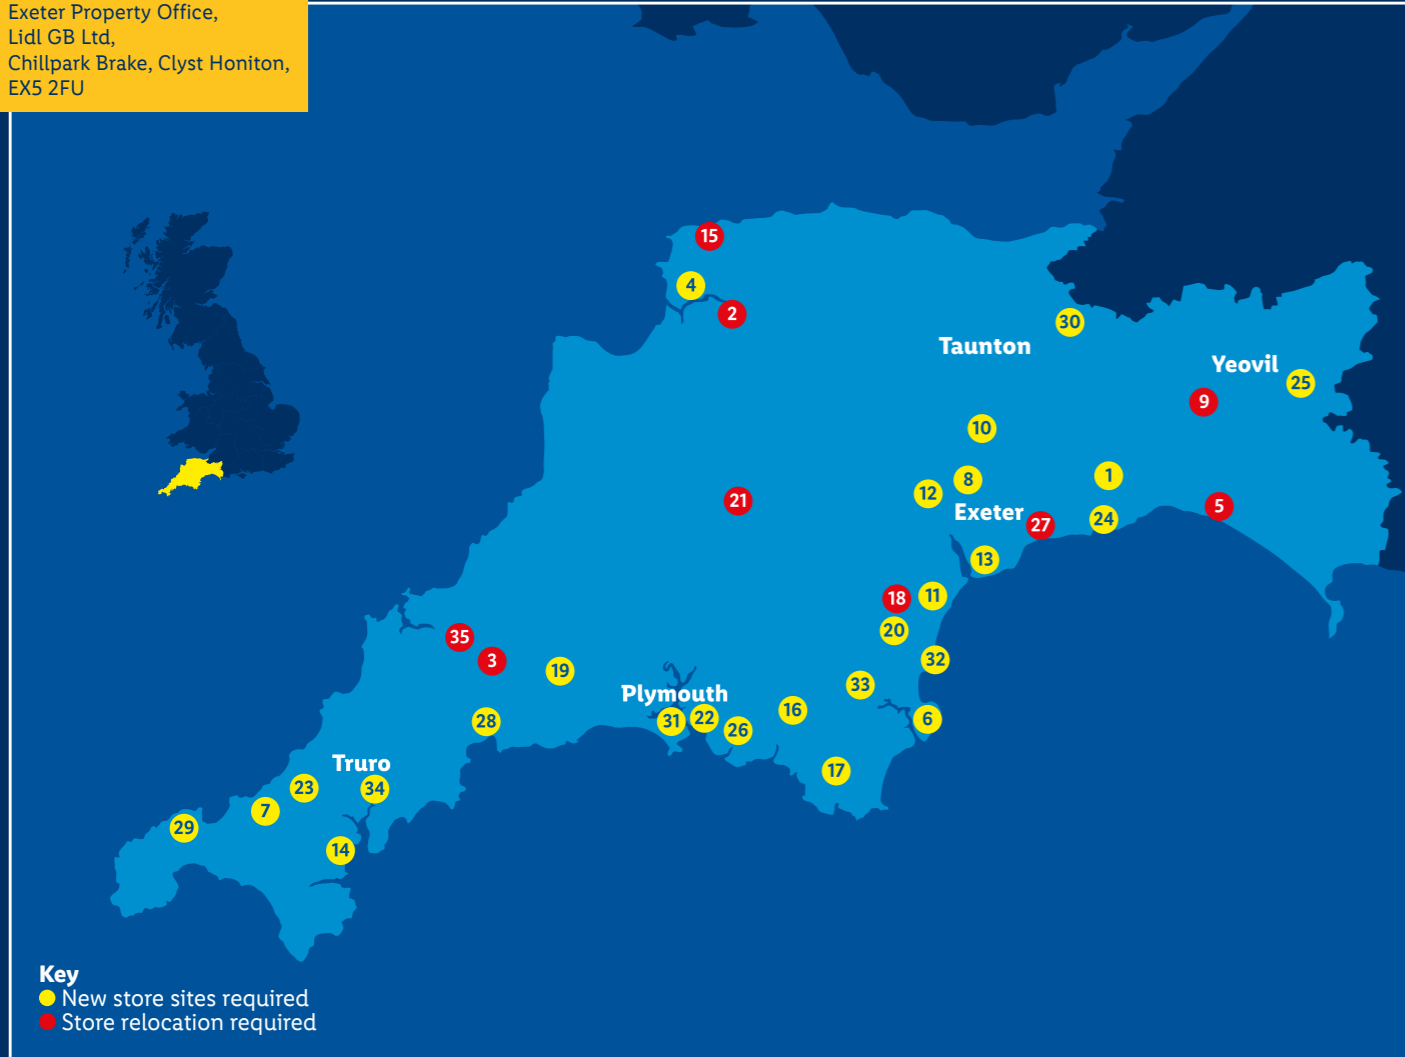 Exeter Property Office,
Lidl GB Ltd,
Chillpark Brake, Clyst Honiton,
EX5 2FU
15
4
2
30
Taunton
Yeovil
25
9
10
1
8
12
21
5
Exeter
24
27
13
11
18
20
35
32
3
19
33
Plymouth
16
22
6
31
28
26
Truro
17
23
34
7
29
14
Key
New store sites required
Store relocation required